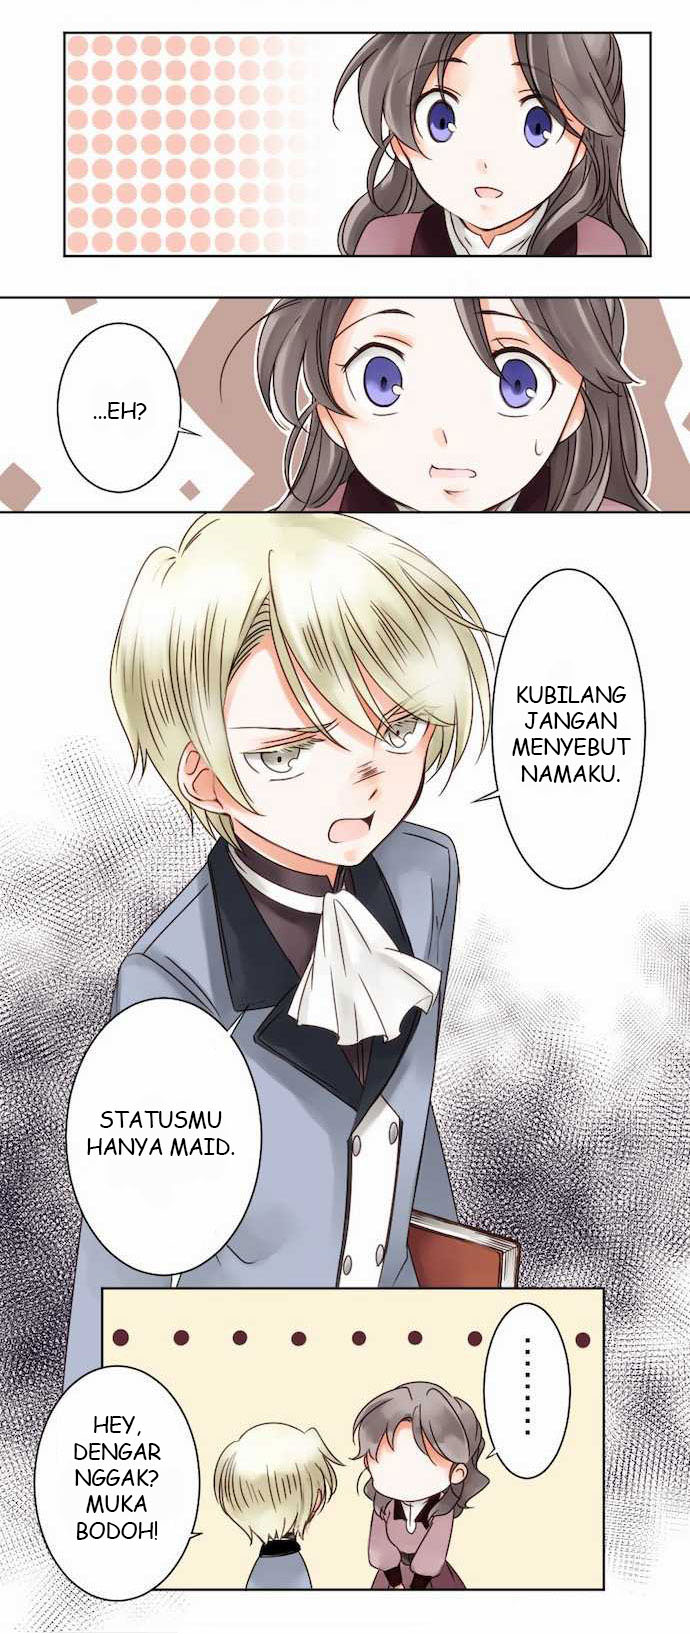 ...EH?
KUBILANG
JANGAN
MENYEBUT
NAMAKU.
STATUSMU
HANYA MAID.
.........
HEY,
DENGAR
NGGAK?
MUKA
BODOH!